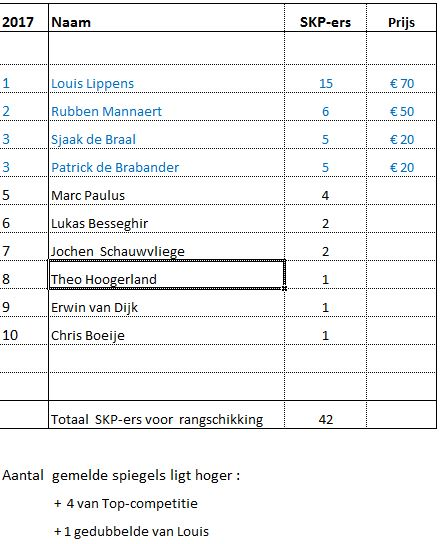 2017 Naam SKP-ers Prijs
1 Louis Lippens 15 € 70
2 Rubben Mannaert 6 € 50
3 Sjaak de Braal 5 € 20
3 Patrick de Brabander 5 € 20
5 Marc Paulus 4
6 Lukas Besseghir 2
7 Jochen Schauwvliege 2
8 Theo Hoogerland 1
9 Erwin van Dijk 1
10 Chris Boeije 1
Totaal SKP-ers voor rangschikking 42
Aantal gemelde spiegels ligt hoger :
+ 4 van Top-competitie
+ 1 gedubbelde van Louis